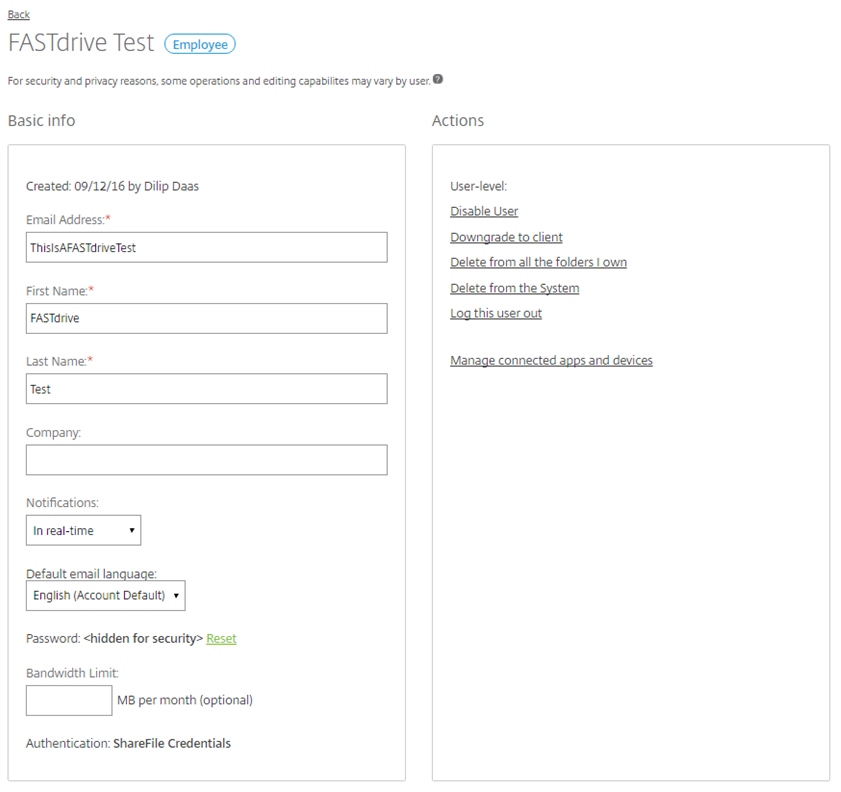 Back
FASTdrive Test Employee
For security and privacy reasons, some operations and editing capabilites may vary by user. ?
Basic info
Created: 09/12/16 by Dilip Daas
Email Address:*
ThisIsAFASTdriveTest
First Name:*
FASTdrive
Last Name:*
Test
Company:
Notifications:
In real-time
Default email language:
English (Account Default)
Password: <hidden for security> Reset
Bandwidth Limit:
MB per month (optional)
Authentication: ShareFile Credentials
Actions
User-level:
Disable User
Downgrade to client
Delete from all the folders I own
Delete from the System
Log this user out
Manage connected apps and devices